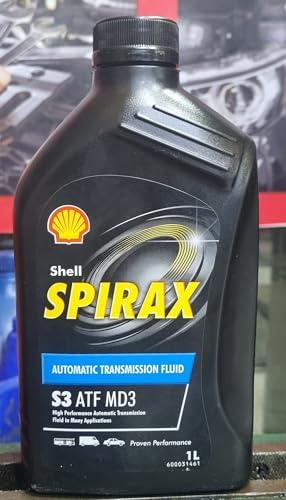 Shell
SPIRAX
AUTOMATIC TRANSMISSION FLUID
S3 ATF MD3
High Performance Automatic Transmission
Fluid in Many Applications
Proven Performance
1L
600031461